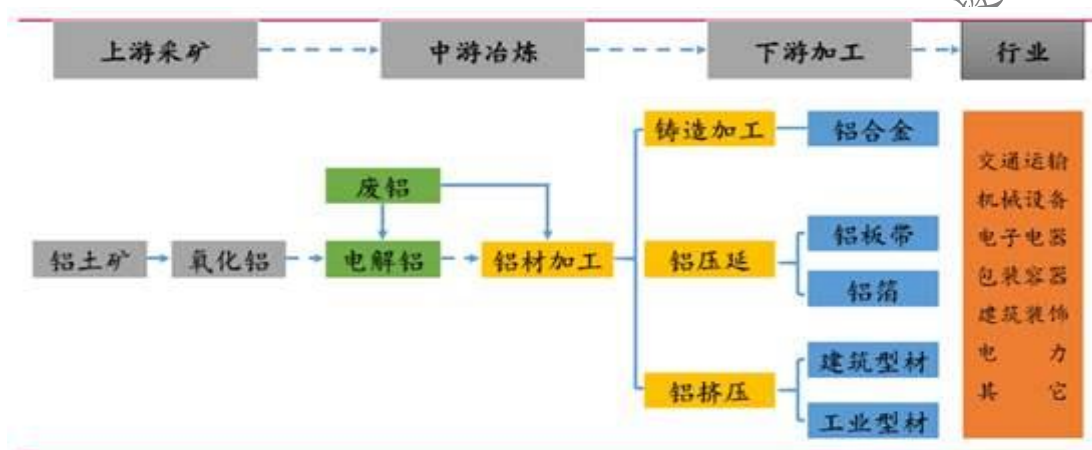 上游采矿
中游冶炼
下游加工
行业
铸造加工
铝合金
废铝
铝土矿
氧化铝
电解铝
铝材加工
铝压延
铝板带
铝箔
铝挤压
建筑型材
工业型材
交通运输
机械设备
电子电器
包装容器
建筑装饰
电 力
其 它